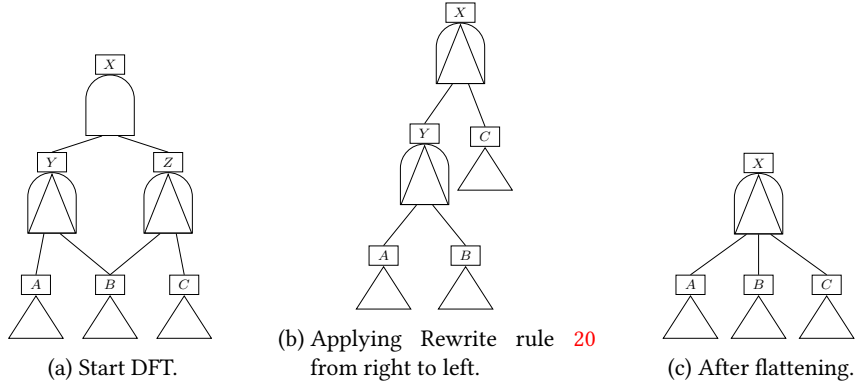 X
Y
Z
A
B
C
(a) Start DFT.
X
Y
C
A
B
(b) Applying Rewrite rule 20
from right to left.
X
A
B
C
(c) After flattening.